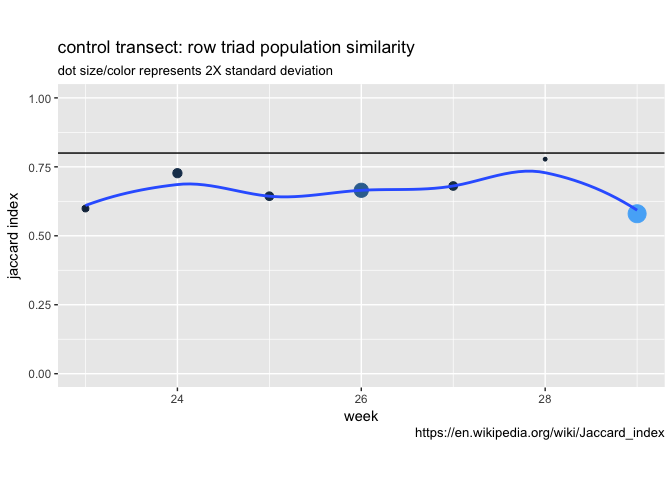 control transect: row triad population similarity
dot size/color represents 2X standard deviation
1.00
0.75
0.50
0.25
0.00
jaccard index
24 26 28
week
https://en.wikipedia.org/wiki/Jaccard_index